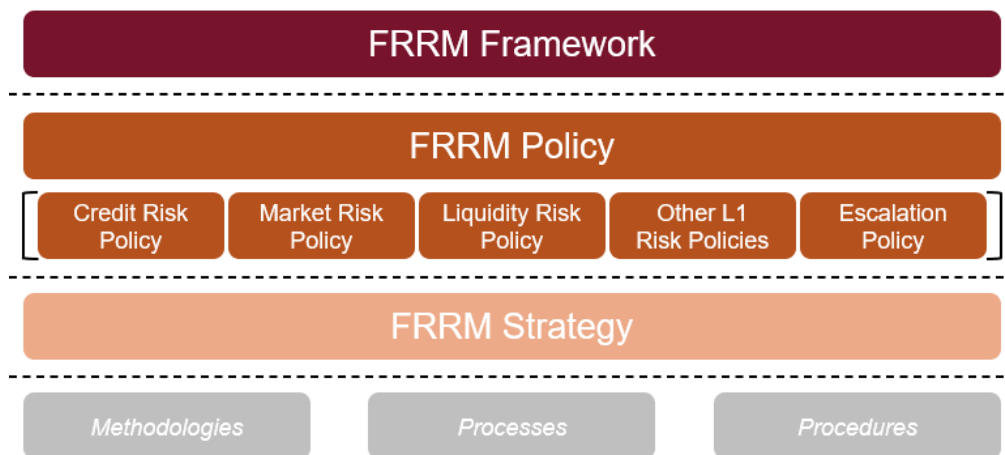 FRRM Framework
FRRM Policy
Credit Risk
Policy
Market Risk
Policy
Liquidity Risk
Policy
Other L1
Risk Policies
Escalation
Policy
FRRM Strategy
Methodologies
Processes
Procedures